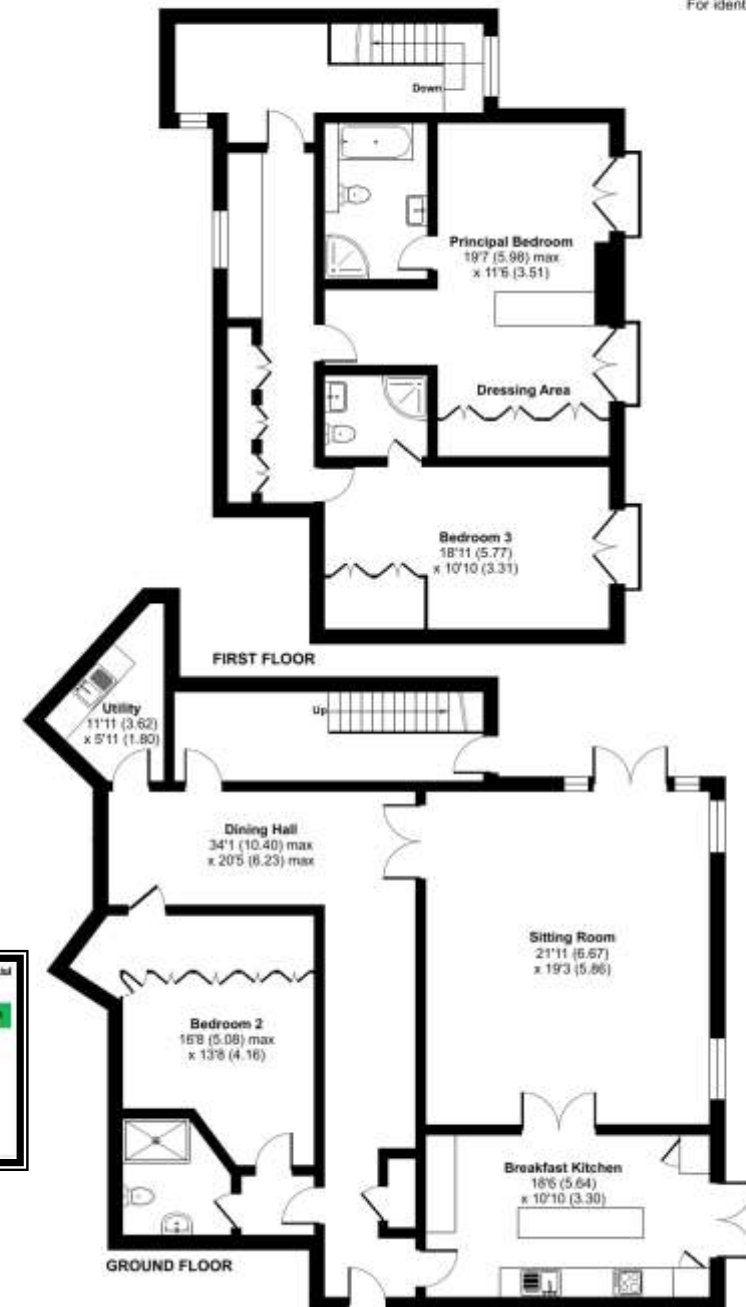 For ident
Down
Principal Bedroom
19'7 (5.98) max
x 11'6 (3.51)
Dressing Area
Bedroom 3
18'11 (5.77)
x 10'10 (3.31)
FIRST FLOOR
Utility
11'11 (3.62)
x 5'11 (1.80)
Up
Dining Hall
34'1 (10.40) max
x 20'5 (6.23) max
Sitting Room
21'11 (6.67)
x 19'3 (5.86)
Bedroom 2
16'8 (5.08) max
x 13'8 (4.16)
Breakfast Kitchen
18'6 (5.64)
x 10'10 (3.30)
GROUND FLOOR